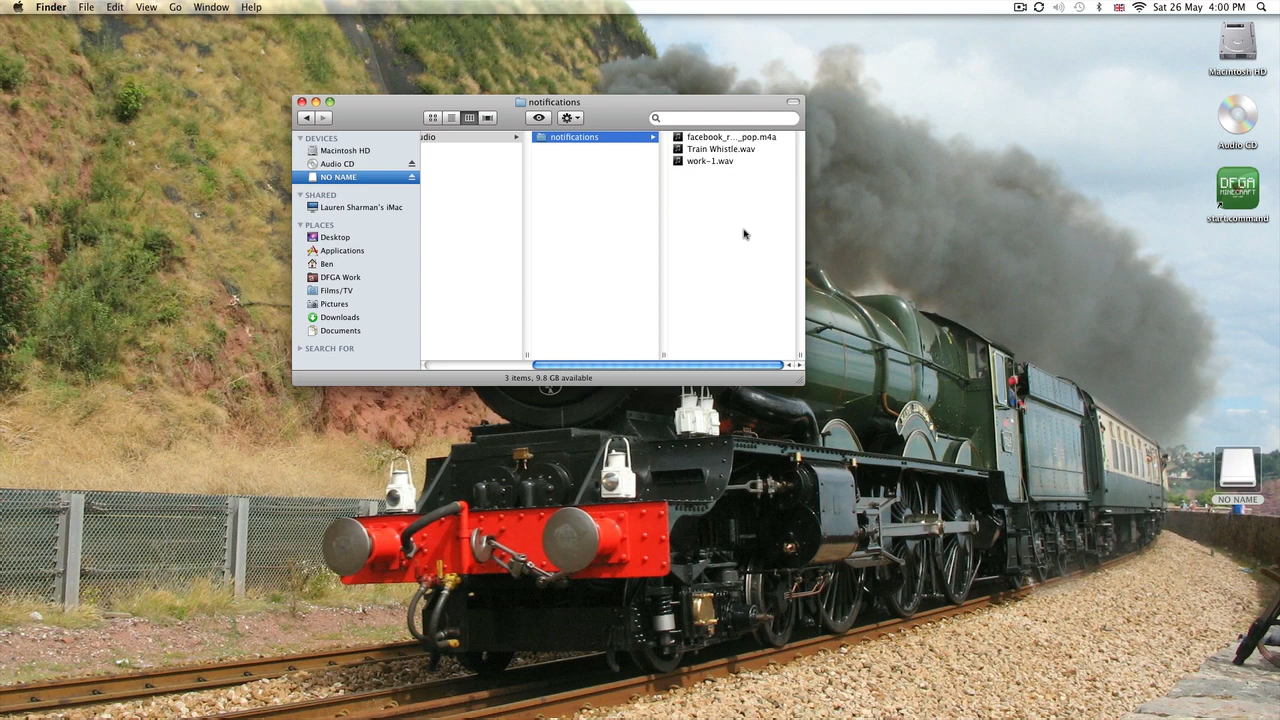 Finder File Edit View Go Window Help
Sat 26 May 4:00 PM
notifications
DEVICES
Macintosh HD
Audio CD
NO NAME
SHARED
Lauren Sharman's iMac
PLACES
Desktop
Applications
Ben
DFGA Work
Films/TV
Pictures
Downloads
Documents
SEARCH FOR
udio
notifications
facebook_r..._pop.m4a
Train Whistle.wav
work-1.wav
3 items, 9.8 GB available
Macintosh HD
Audio CD
DFGA
MINECRAFT
start.command
NO NAME